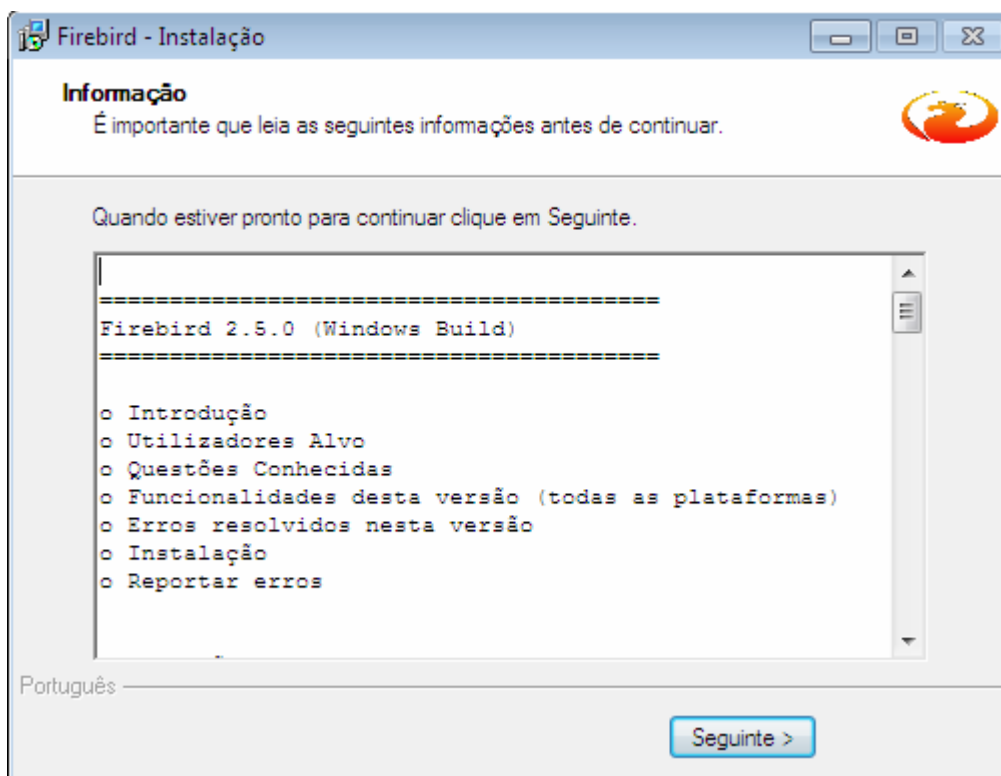 Firebird - Instalação
Informação
É importante que leia as seguintes informações antes de continuar.
Quando estiver pronto para continuar clique em Seguinte.
========================================
Firebird 2.5.0 (Windows Build)
========================================
o Introdução
o Utilizadores Alvo
o Questões Conhecidas
o Funcionalidades desta versão (todas as plataformas)
o Erros resolvidos nesta versão
o Instalação
o Reportar erros
Português
Seguinte >